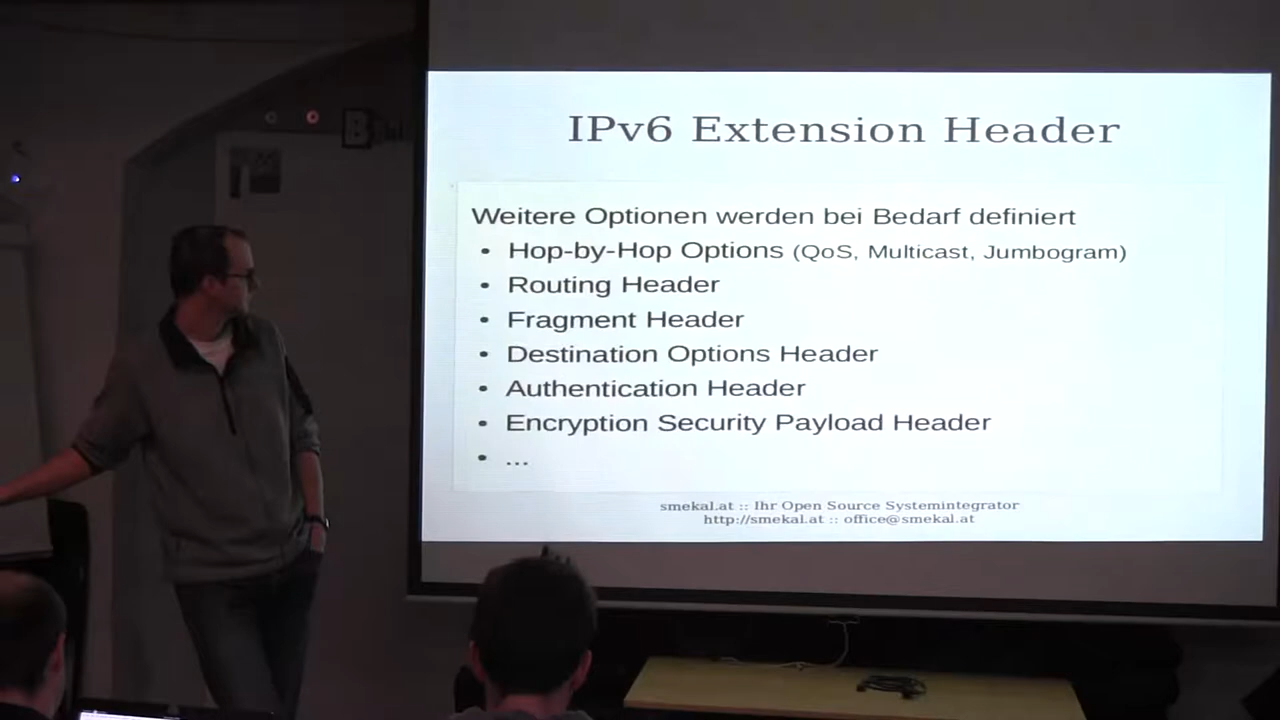 IPv6 Extension Header
Weitere Optionen werden bei Bedarf definiert
• Hop-by-Hop Options (QoS, Multicast, Jumbogram)
• Routing Header
• Fragment Header
• Destination Options Header
• Authentication Header
• Encryption Security Payload Header
• ...
smekal.at :: Ihr Open Source Systemintegrator
http://smekal.at :: office@smekal.at